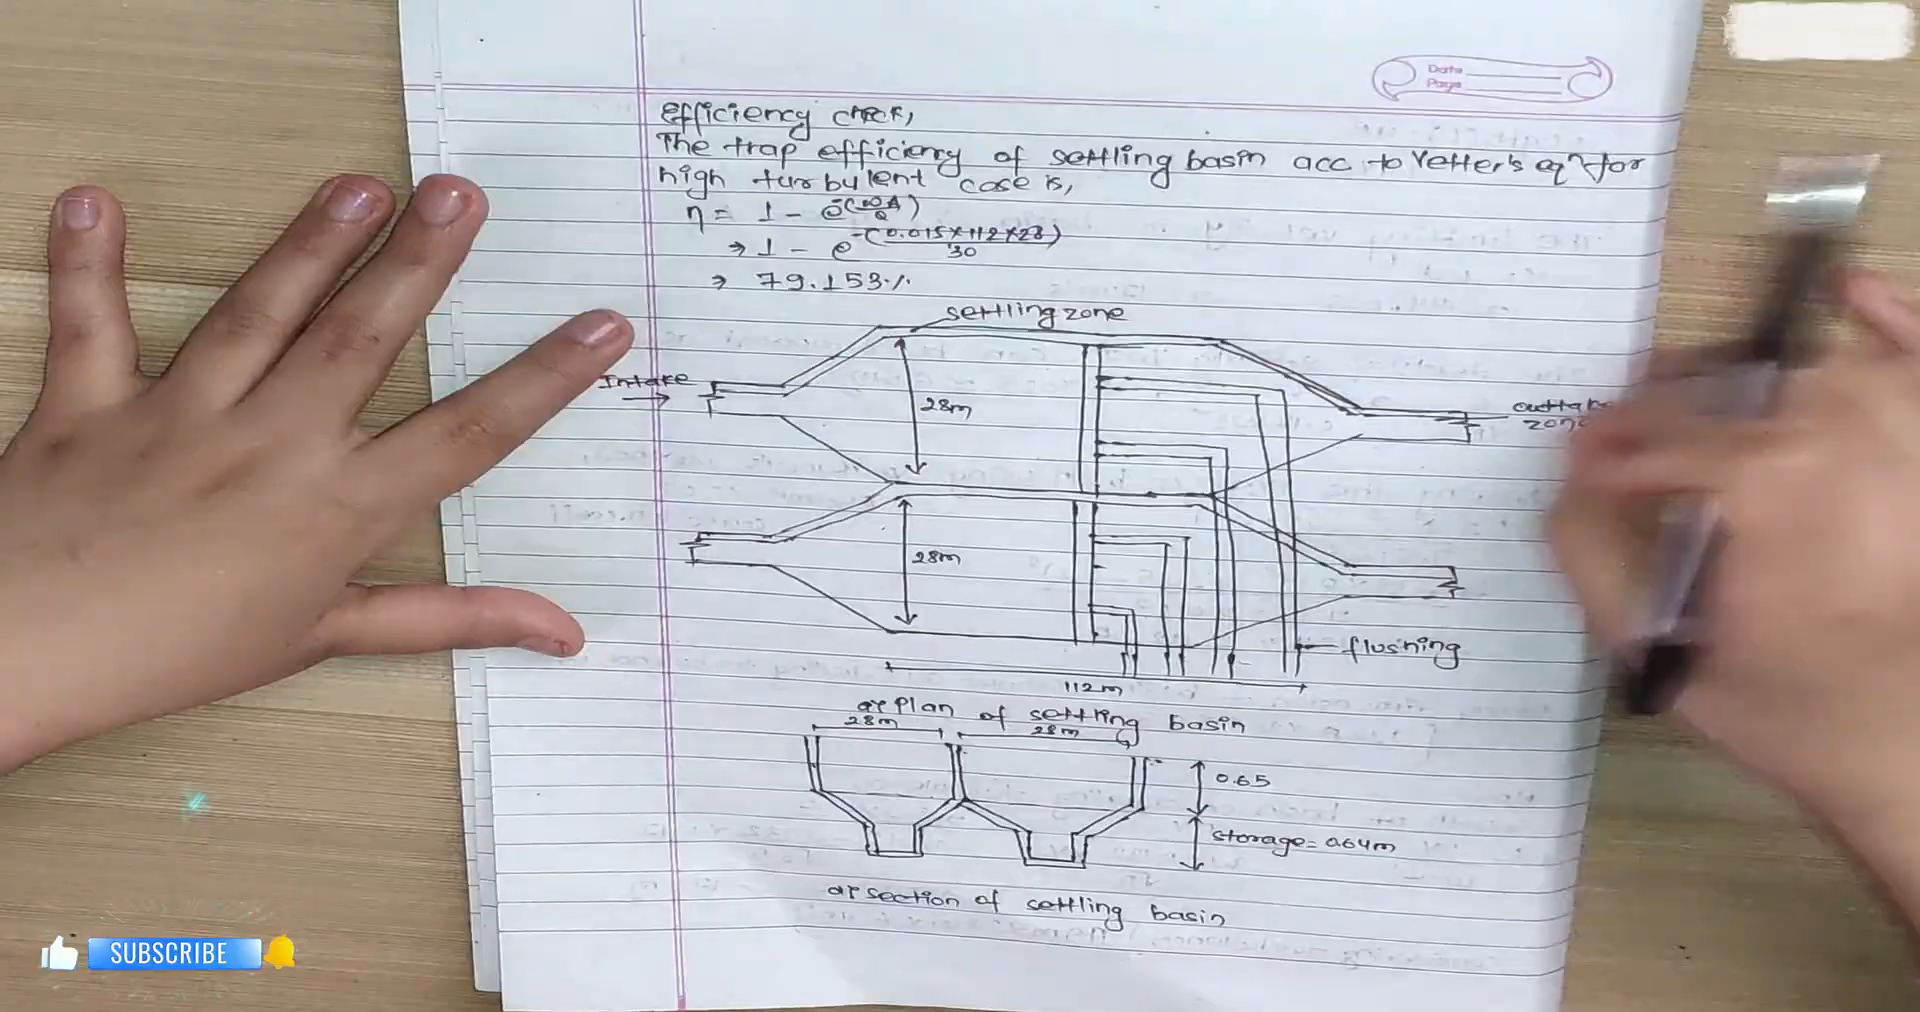 Date
Page
Efficiency check,
The trap efficiency of settling basin acc to Vetter's eqn for
high turbulent case is,
η = 1 - e-(ωA/Q)
→ 1 - e-(0.015×112×28)/30
→ 79.153%
settling zone
Intake
28m
zone
28m
flushing
112m
Plan of settling basin
28m
28m
0.65
storage = 0.64m
section of settling basin
SUBSCRIBE